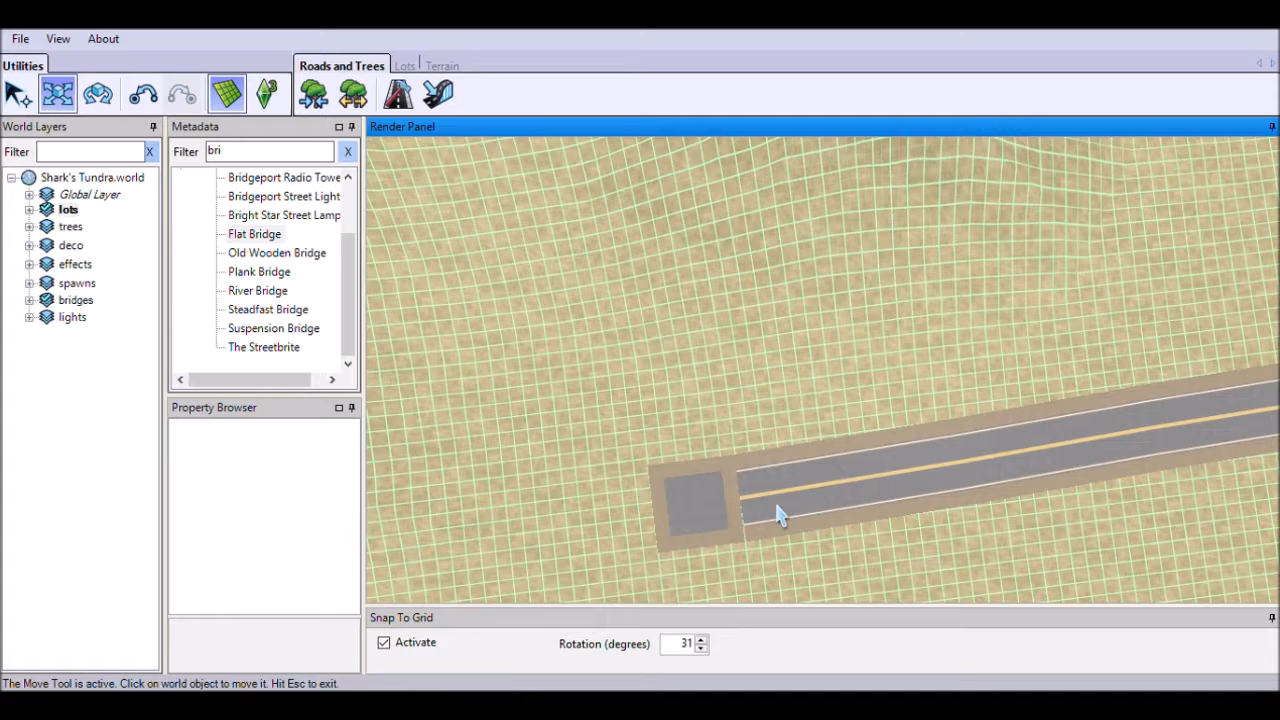 File View About
Utilities Roads and Trees Lots Terrain
World Layers
Filter X
Shark's Tundra.world
Global Layer
lots
trees
deco
effects
spawns
bridges
lights
Metadata
Filter bri X
Bridgeport Radio Towe
Bridgeport Street Light
Bright Star Street Lamp
Flat Bridge
Old Wooden Bridge
Plank Bridge
River Bridge
Steadfast Bridge
Suspension Bridge
The Streetbrite
Property Browser
Render Panel
Snap To Grid
Activate Rotation (degrees) 31
The Move Tool is active. Click on world object to move it. Hit Esc to exit.